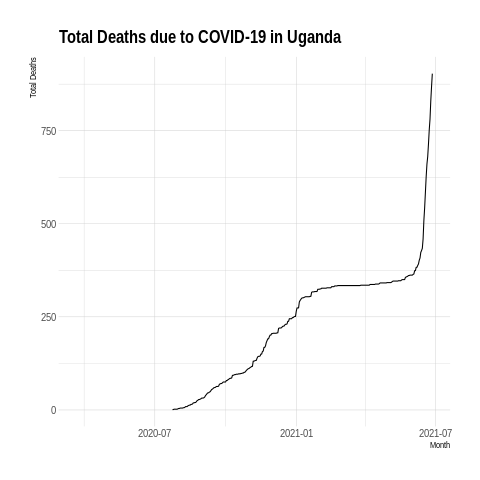 Total Deaths due to COVID-19 in Uganda
Total Deaths
750
500
250
0
2020-07 2021-01 2021-07
Month